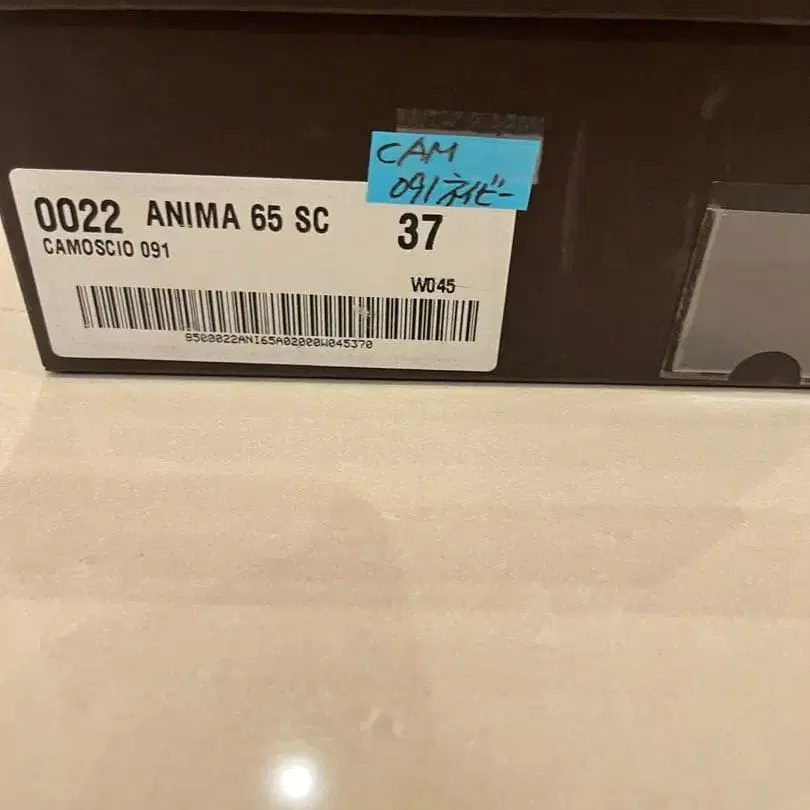 CAM
091ネイビー
0022 ANIMA 65 SC 37
CAMOSCIO 091
W045
8500022ANI65A02000W045370